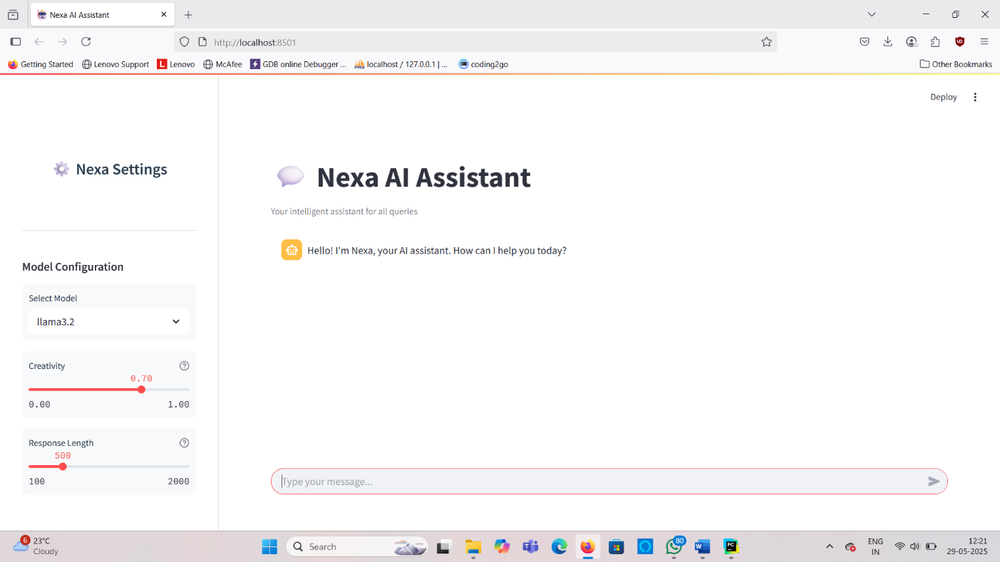 Nexa AI Assistant
http://localhost:8501
Getting Started
Lenovo Support
L Lenovo
McAfee
GDB online Debugger ...
PMA localhost / 127.0.0.1 | ...
coding2go
Other Bookmarks
Deploy
Nexa Settings
Model Configuration
Select Model
llama3.2
Creativity
0.70
0.00 1.00
Response Length
500
100 2000
Nexa AI Assistant
Your intelligent assistant for all queries
Hello! I'm Nexa, your AI assistant. How can I help you today?
Type your message...
6
23°C
Cloudy
Search
80
W
PC
ENG
IN
12:21
29-05-2025